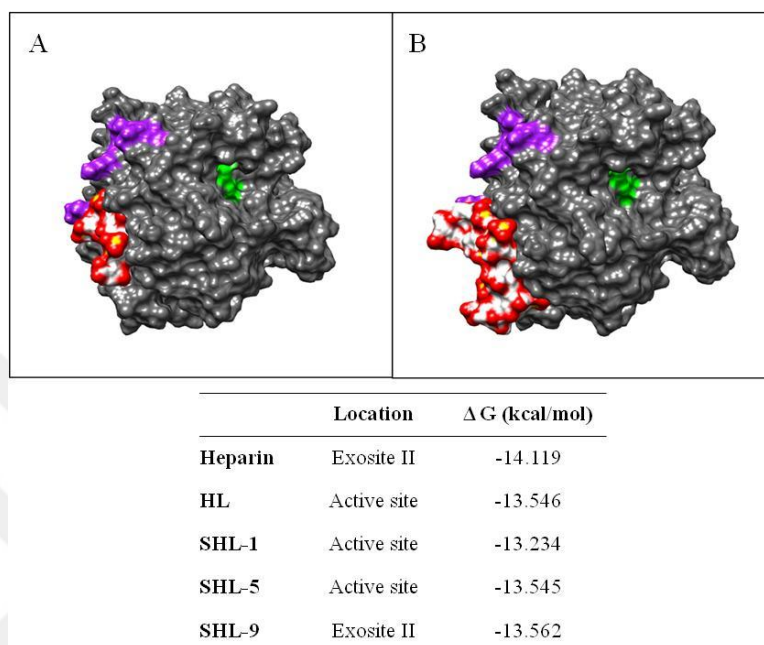 A B
Location Δ G (kcal/mol)
Heparin Exosite II -14.119
HL Active site -13.546
SHL-1 Active site -13.234
SHL-5 Active site -13.545
SHL-9 Exosite II -13.562